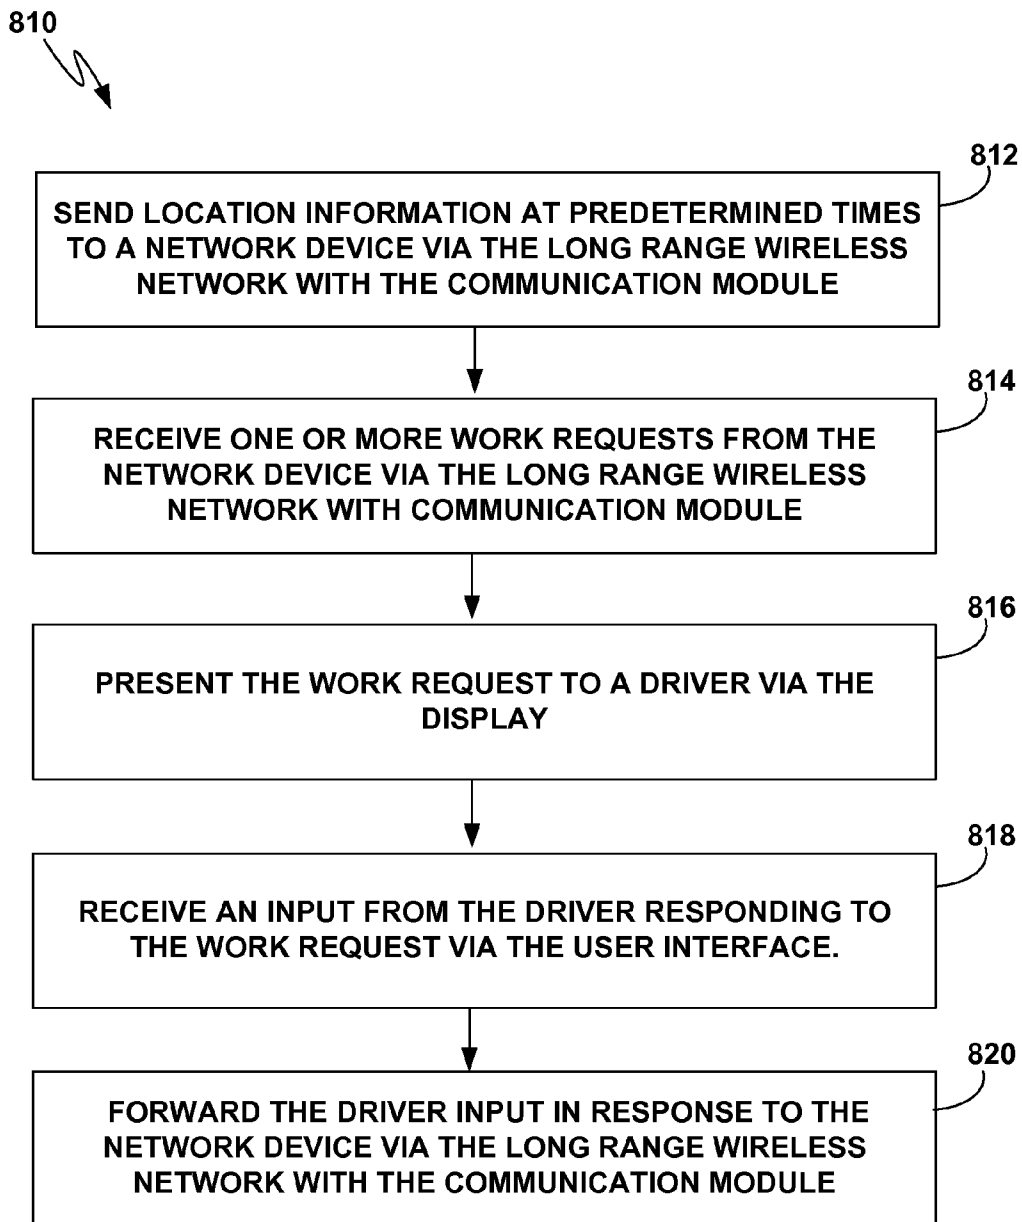 810
812
SEND LOCATION INFORMATION AT PREDETERMINED TIMES
TO A NETWORK DEVICE VIA THE LONG RANGE WIRELESS
NETWORK WITH THE COMMUNICATION MODULE
814
RECEIVE ONE OR MORE WORK REQUESTS FROM THE
NETWORK DEVICE VIA THE LONG RANGE WIRELESS
NETWORK WITH COMMUNICATION MODULE
816
PRESENT THE WORK REQUEST TO A DRIVER VIA THE
DISPLAY
818
RECEIVE AN INPUT FROM THE DRIVER RESPONDING TO
THE WORK REQUEST VIA THE USER INTERFACE.
820
FORWARD THE DRIVER INPUT IN RESPONSE TO THE
NETWORK DEVICE VIA THE LONG RANGE WIRELESS
NETWORK WITH THE COMMUNICATION MODULE